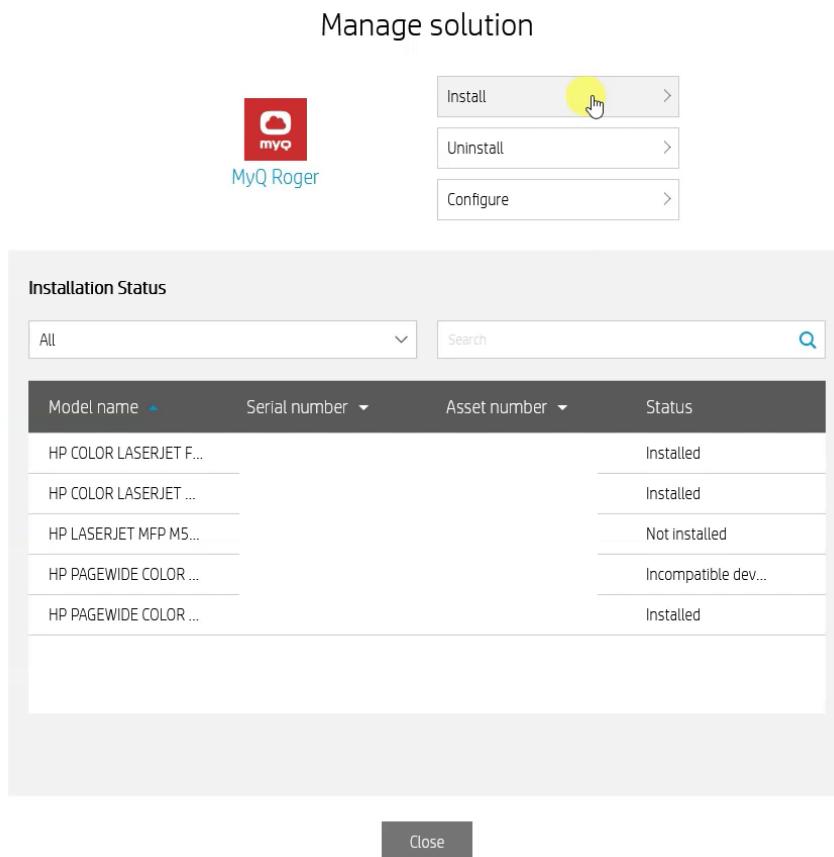 Manage solution
myQ
MyQ Roger
Install
Uninstall
Configure
Installation Status
All
Search
Model name Serial number Asset number Status
HP COLOR LASERJET F... Installed
HP COLOR LASERJET ... Installed
HP LASERJET MFP M5... Not installed
HP PAGEWIDE COLOR ... Incompatible dev...
HP PAGEWIDE COLOR ... Installed
Close